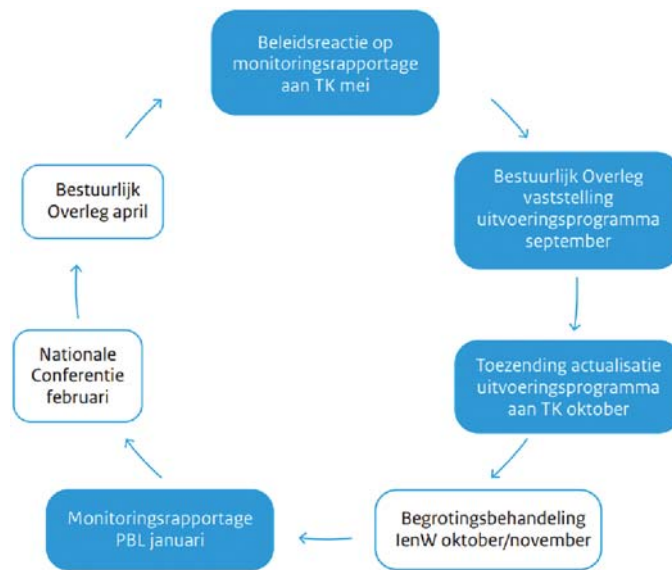 Beleidsreactie op
monitoringsrapportage
aan TK mei
Bestuurlijk Overleg
vaststelling
uitvoeringsprogramma
september
Toezending actualisatie
uitvoeringsprogramma
aan TK oktober
Begrotingsbehandeling
IenW oktober/november
Monitoringsrapportage
PBL januari
Nationale
Conferentie
februari
Bestuurlijk
Overleg april